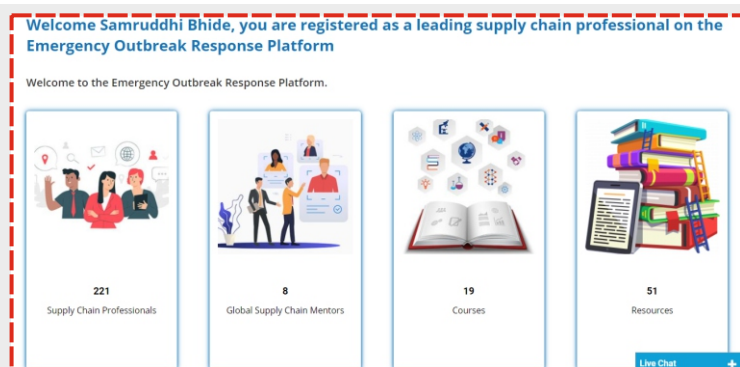 Welcome Samruddhi Bhide, you are registered as a leading supply chain professional on the
Emergency Outbreak Response Platform
Welcome to the Emergency Outbreak Response Platform.
221
Supply Chain Professionals
8
Global Supply Chain Mentors
19
Courses
51
Resources
Live Chat +